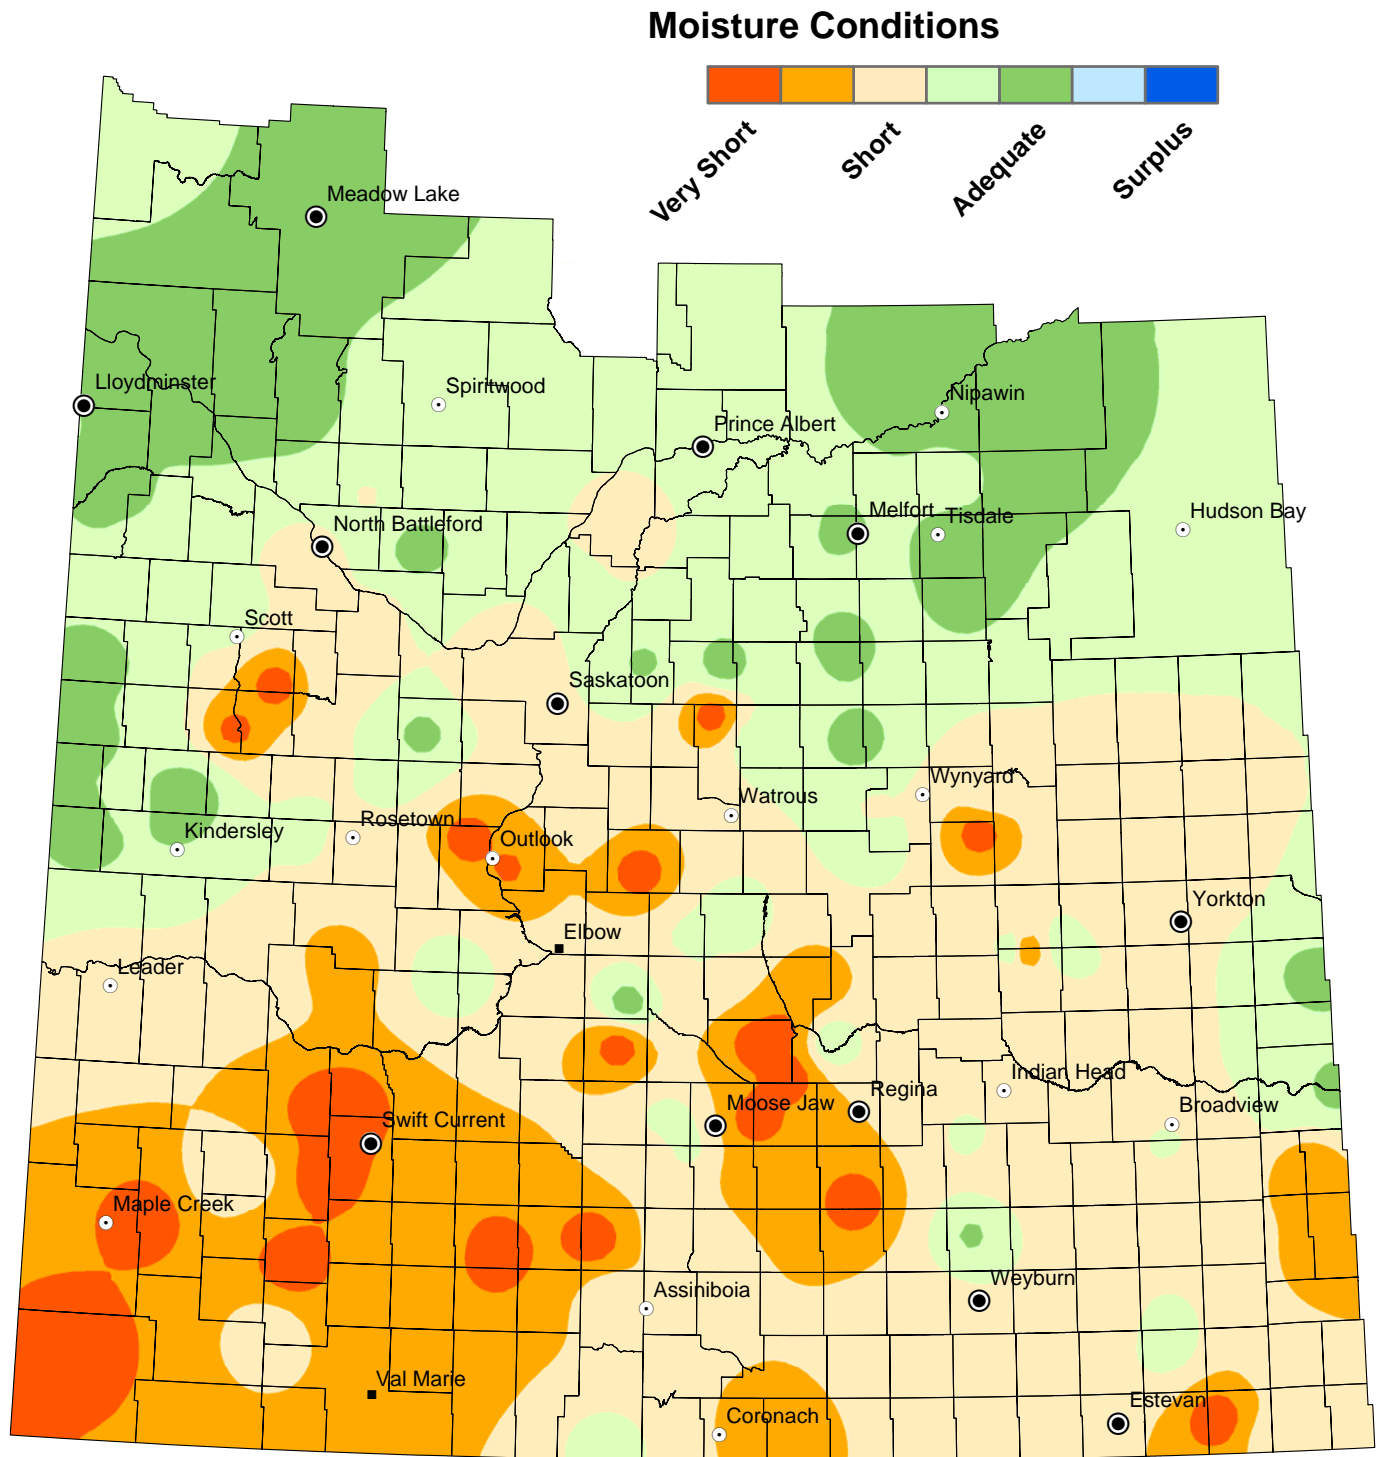 Moisture Conditions
Very Short
Short
Adequate
Surplus
Meadow Lake
Lloydminster
Spiritwood
Nipawin
Prince Albert
North Battleford
Melfort
Tisdale
Hudson Bay
Scott
Saskatoon
Wynyard
Watrous
Kindersley
Rosetown
Outlook
Yorkton
Elbow
Leader
Indian Head
Regina
Moose Jaw
Broadview
Swift Current
Maple Creek
Weyburn
Assiniboia
Val Marie
Estevan
Coronach